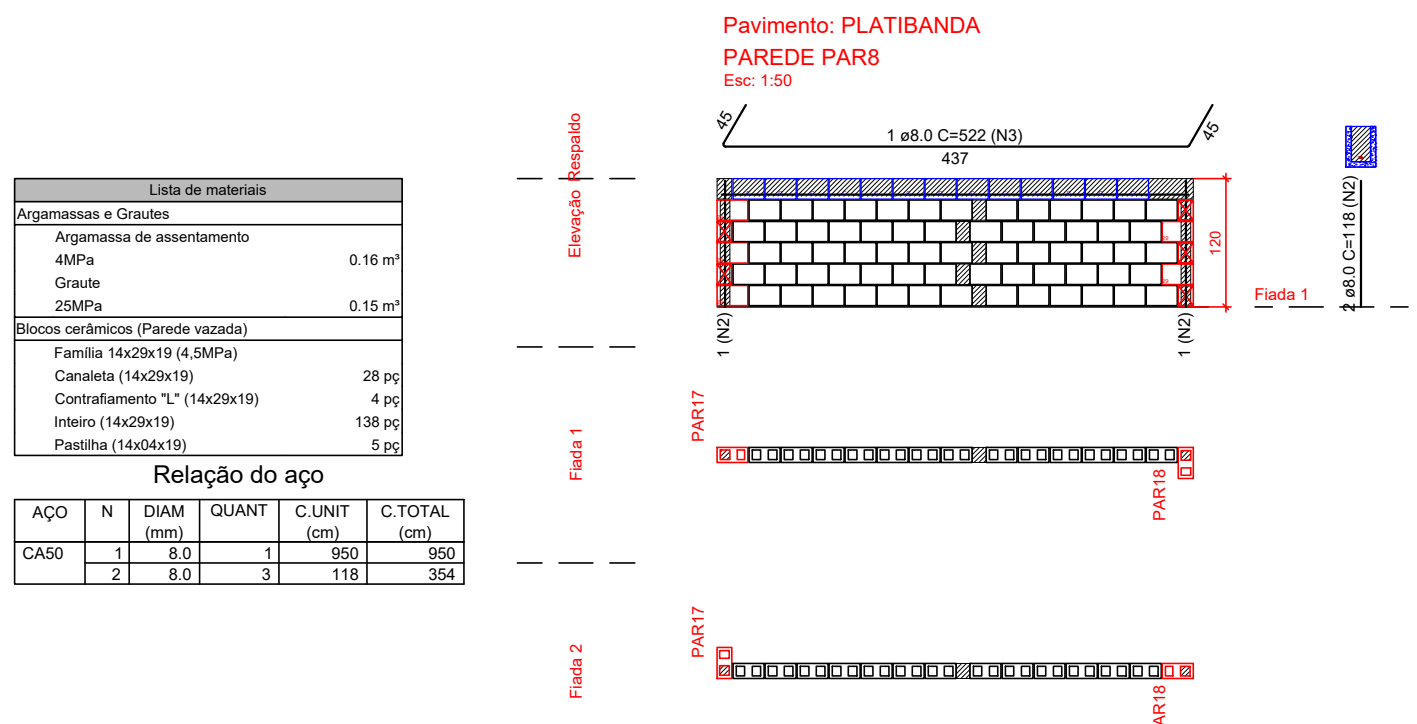 Pavimento: PLATIBANDA
PAREDE PAR8
Esc: 1:50
Respaldo
45
1 ø8.0 C=522 (N3)
45
437
Elevação
120
Fiada 1
2 ø8.0 C=118 (N2)
1 (N2)
1 (N2)
Lista de materiais
Argamassas e Grautes
Argamassa de assentamento
4MPa 0.16 m³
Graute
25MPa 0.15 m³
Blocos cerâmicos (Parede vazada)
Família 14x29x19 (4,5MPa)
Canaleta (14x29x19) 28 pç
Contrafiamento "L" (14x29x19) 4 pç
Inteiro (14x29x19) 138 pç
Pastilha (14x04x19) 5 pç
Relação do aço
AÇO N DIAM QUANT C.UNIT C.TOTAL
(mm) (cm) (cm)
CA50 1 8.0 1 950 950
2 8.0 3 118 354
Fiada 1
PAR17
PAR18
Fiada 2
PAR17
AR18